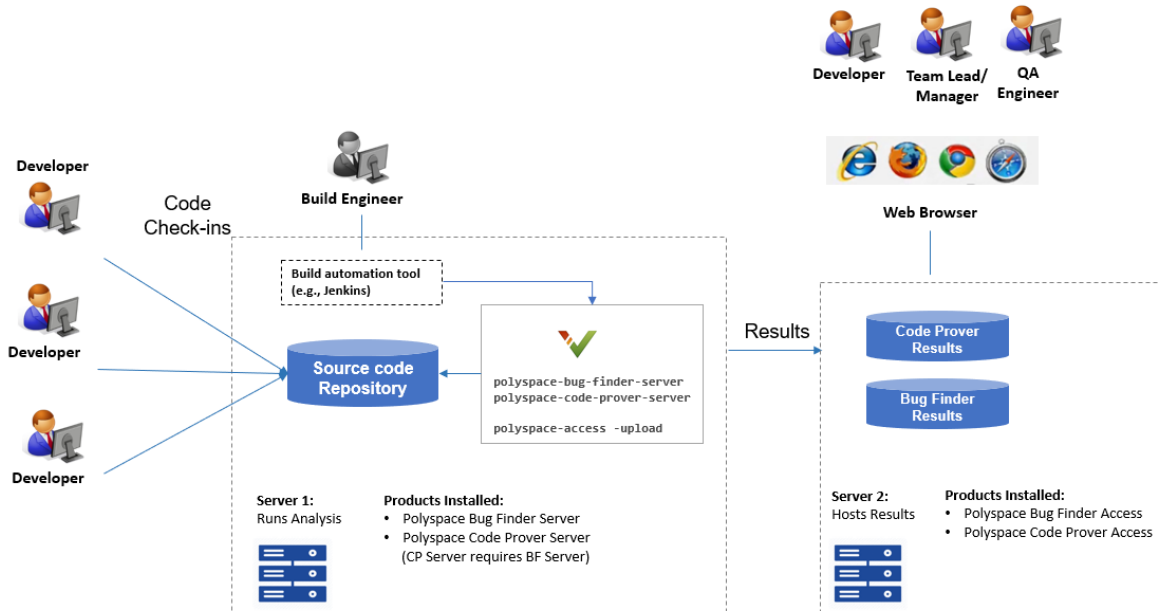 Developer
Team Lead/
Manager
QA
Engineer
Web Browser
Developer
Developer
Developer
Code
Check-ins
Build Engineer
Build automation tool
(e.g., Jenkins)
Source code
Repository
polyspace-bug-finder-server
polyspace-code-prover-server
polyspace-access -upload
Results
Code Prover
Results
Bug Finder
Results
Server 1:
Runs Analysis
Products Installed:
• Polyspace Bug Finder Server
• Polyspace Code Prover Server
(CP Server requires BF Server)
Server 2:
Hosts Results
Products Installed:
• Polyspace Bug Finder Access
• Polyspace Code Prover Access